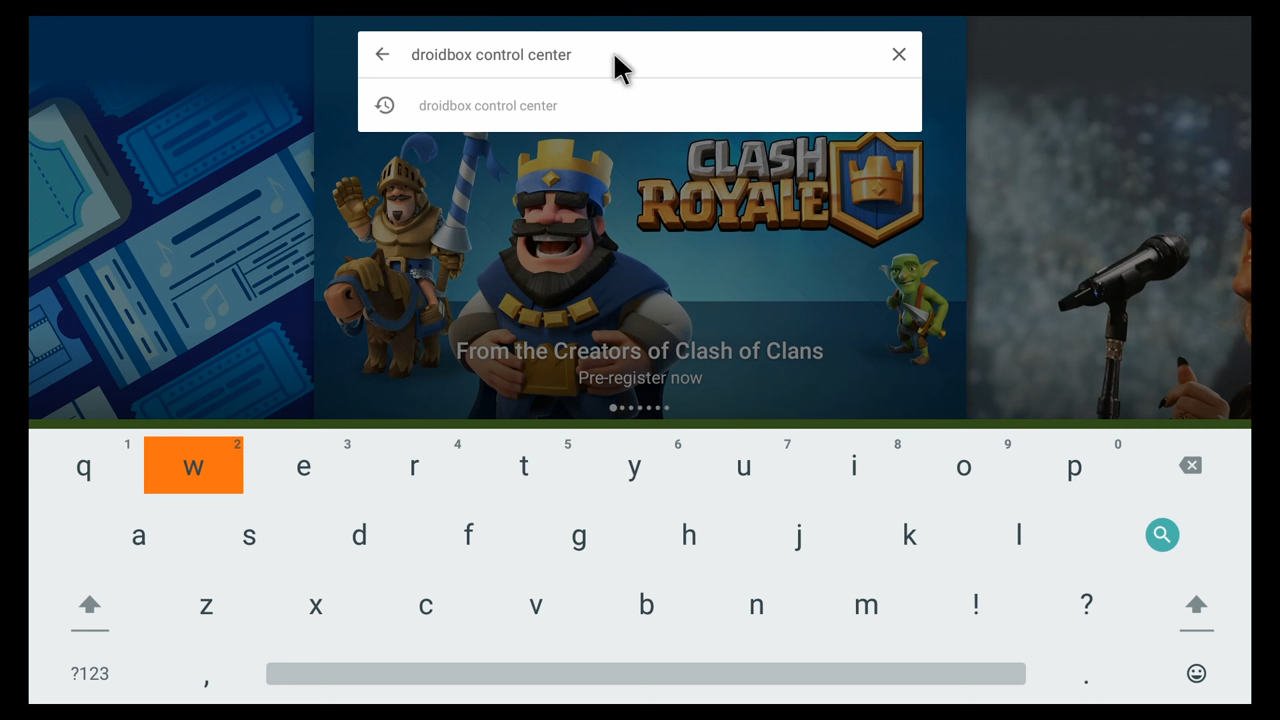 droidbox control center
droidbox control center
CLASH
ROYALE
From the Creators of Clash of Clans
Pre-register now
1 2 3 4 5 6 7 8 9 0
q w e r t y u i o p
a s d f g h j k l
z x c v b n m ! ?
?123 , .